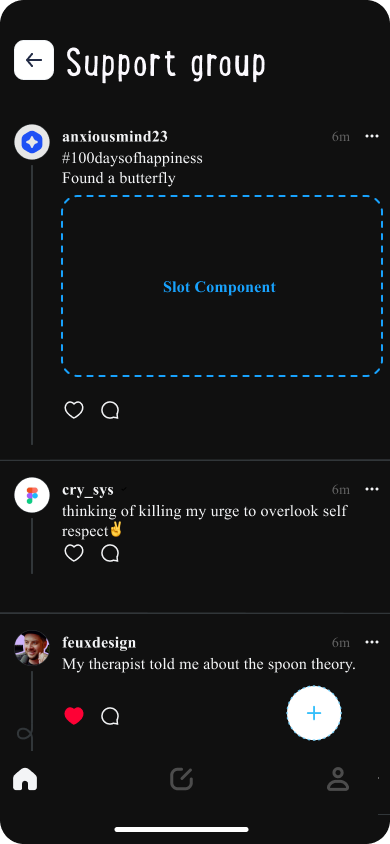 Support group
anxiousmind23 6m
#100daysofhappiness
Found a butterfly
Slot Component
cry_sys 6m
thinking of killing my urge to overlook self
respect✌️
feuxdesign 6m
My therapist told me about the spoon theory.